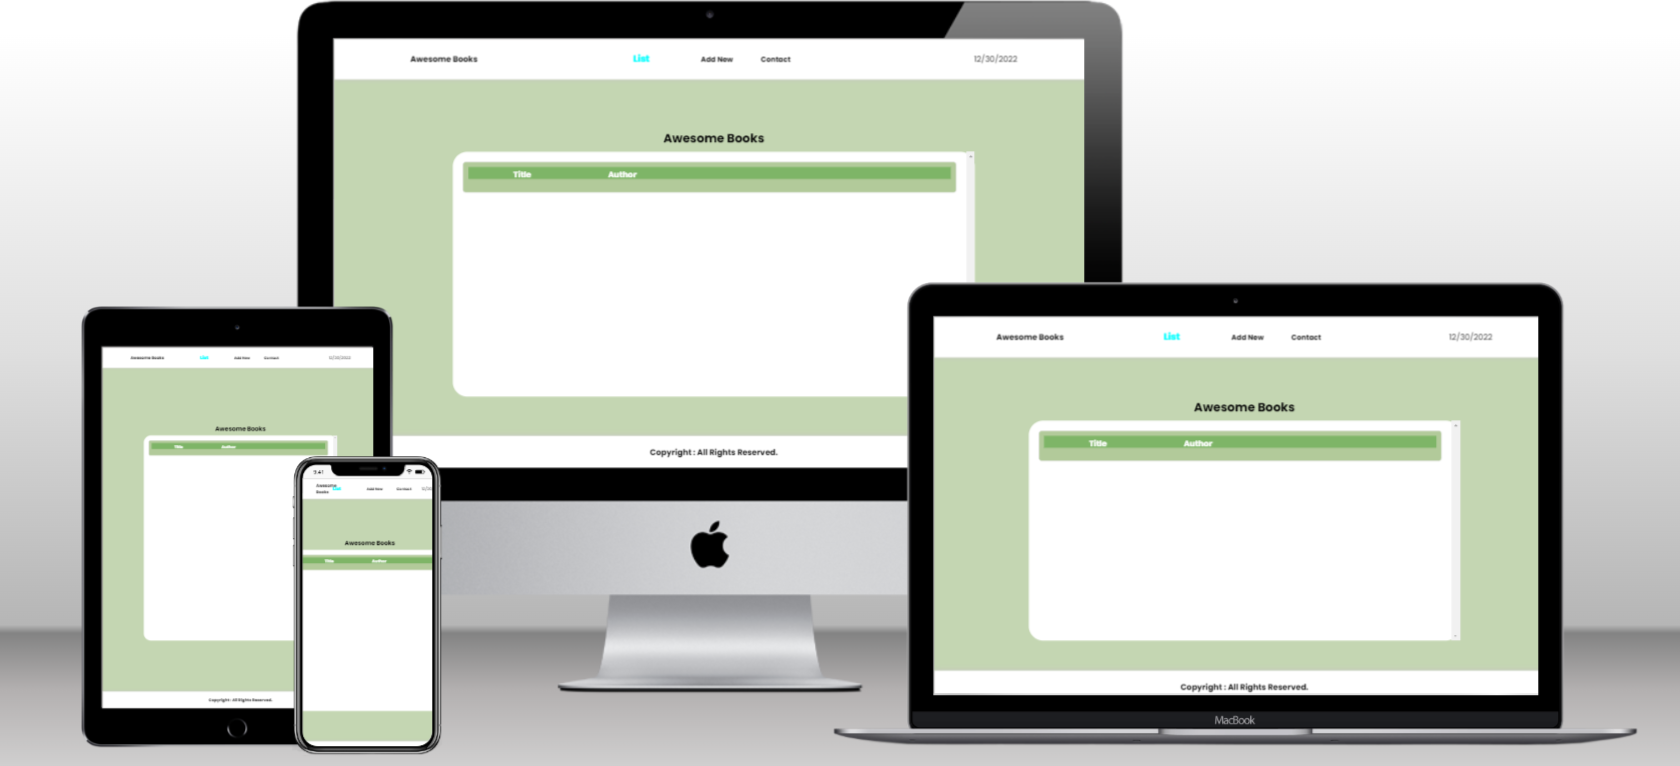 Awesome Books List Add New Contact 12/30/2022
Awesome Books
Title Author
Copyright : All Rights Reserved.
Awesome Books List Add New Contact 12/30/2022
Awesome Books
Title Author
Copyright : All Rights Reserved.
MacBook
Awesome Books List Add New Contact 12/30/2022
Awesome Books
Title Author
Copyright : All Rights Reserved.
9:41
Awesome
Books List Add New Contact
Awesome Books
Title Author